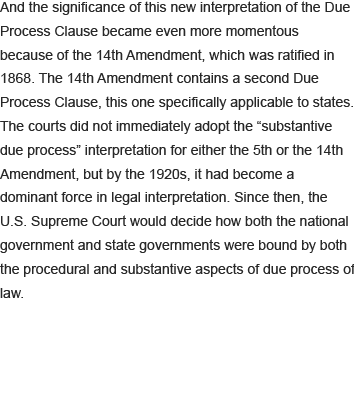 And the significance of this new interpretation of the Due
Process Clause became even more momentous
because of the 14th Amendment, which was ratified in
1868. The 14th Amendment contains a second Due
Process Clause, this one specifically applicable to states.
The courts did not immediately adopt the “substantive
due process” interpretation for either the 5th or the 14th
Amendment, but by the 1920s, it had become a
dominant force in legal interpretation. Since then, the
U.S. Supreme Court would decide how both the national
government and state governments were bound by both
the procedural and substantive aspects of due process of
law.